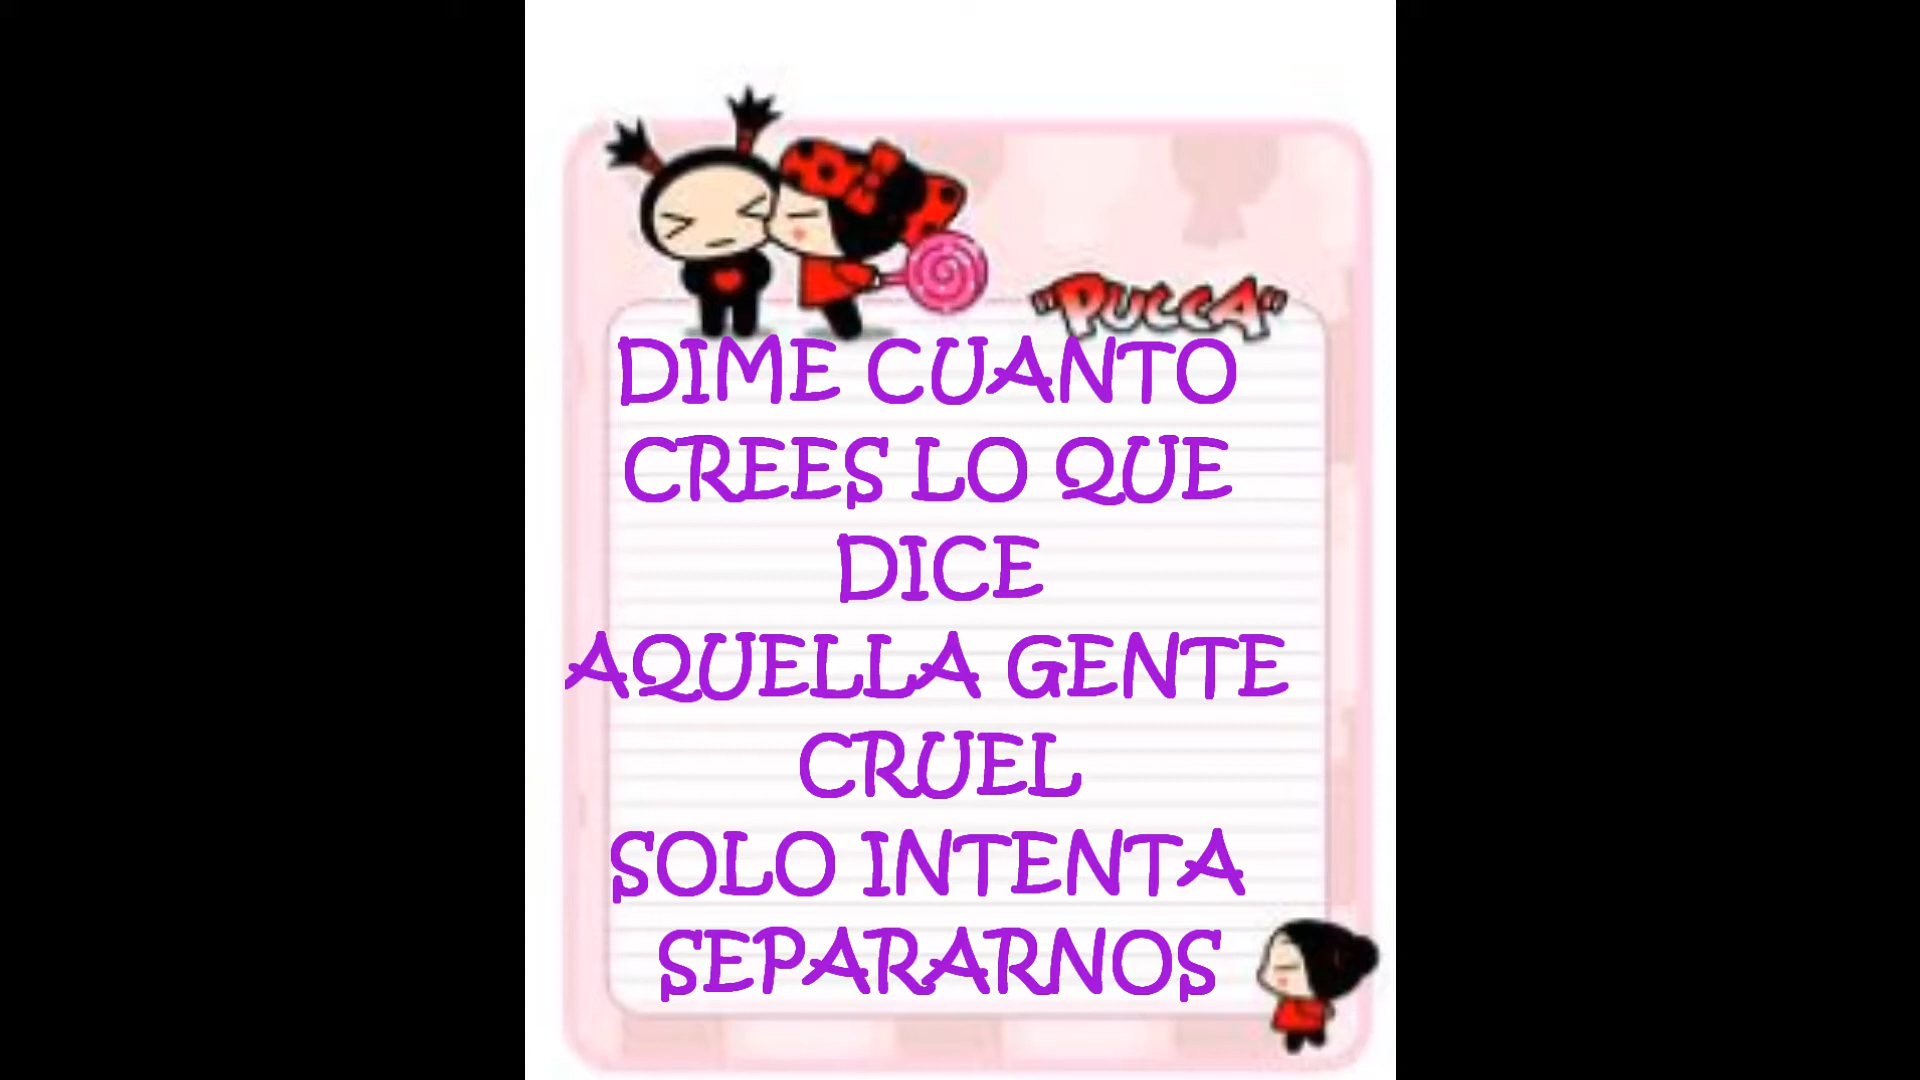 "PUCCA"
DIME CUANTO
CREES LO QUE
DICE
AQUELLA GENTE
CRUEL
SOLO INTENTA
SEPARARNOS